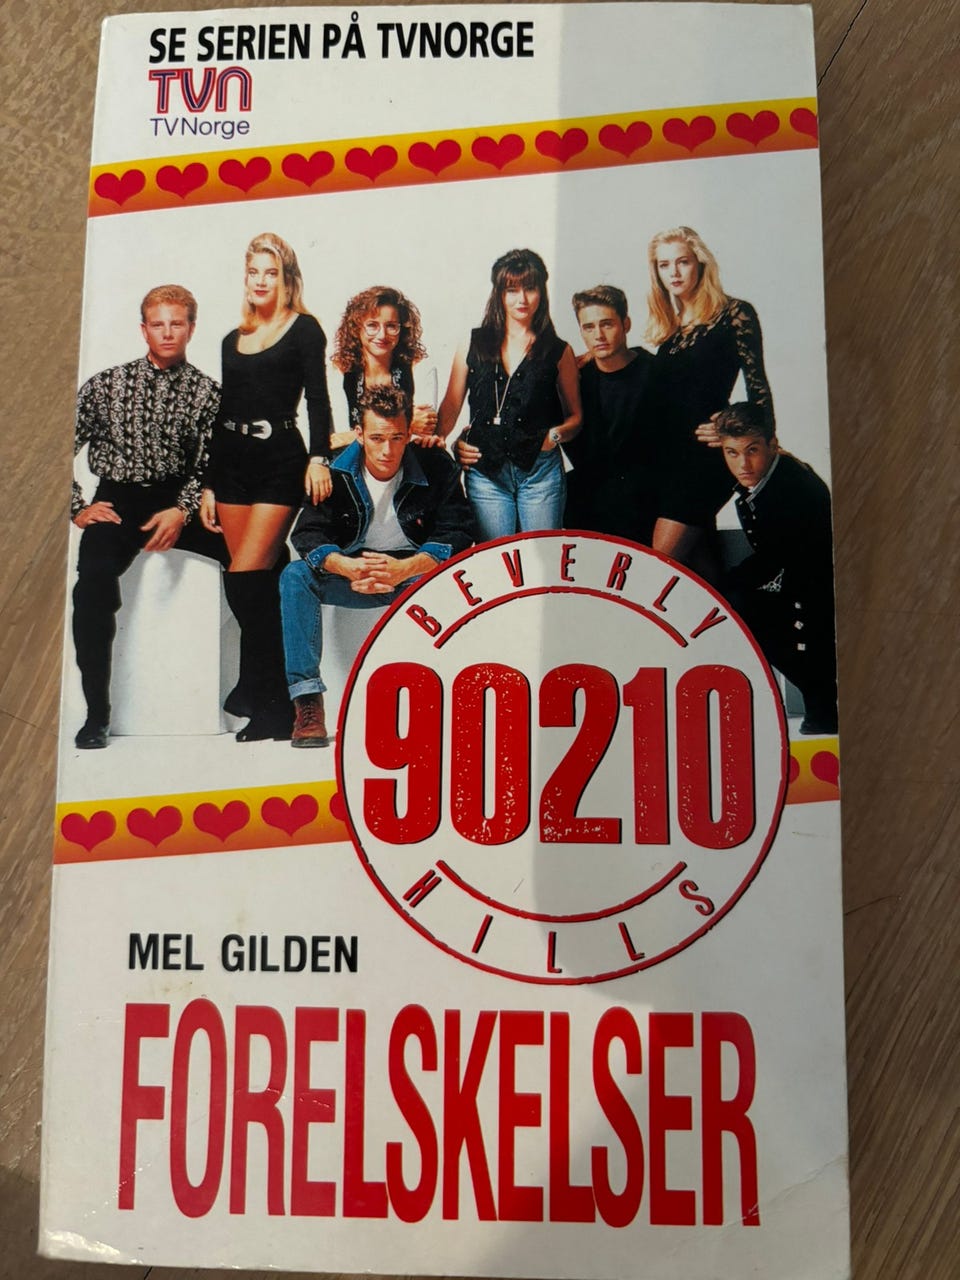 SE SERIEN PÅ TVNORGE
TVN
TVNorge
BEVERLY
90210
HILLS
MEL GILDEN
FORELSKELSER